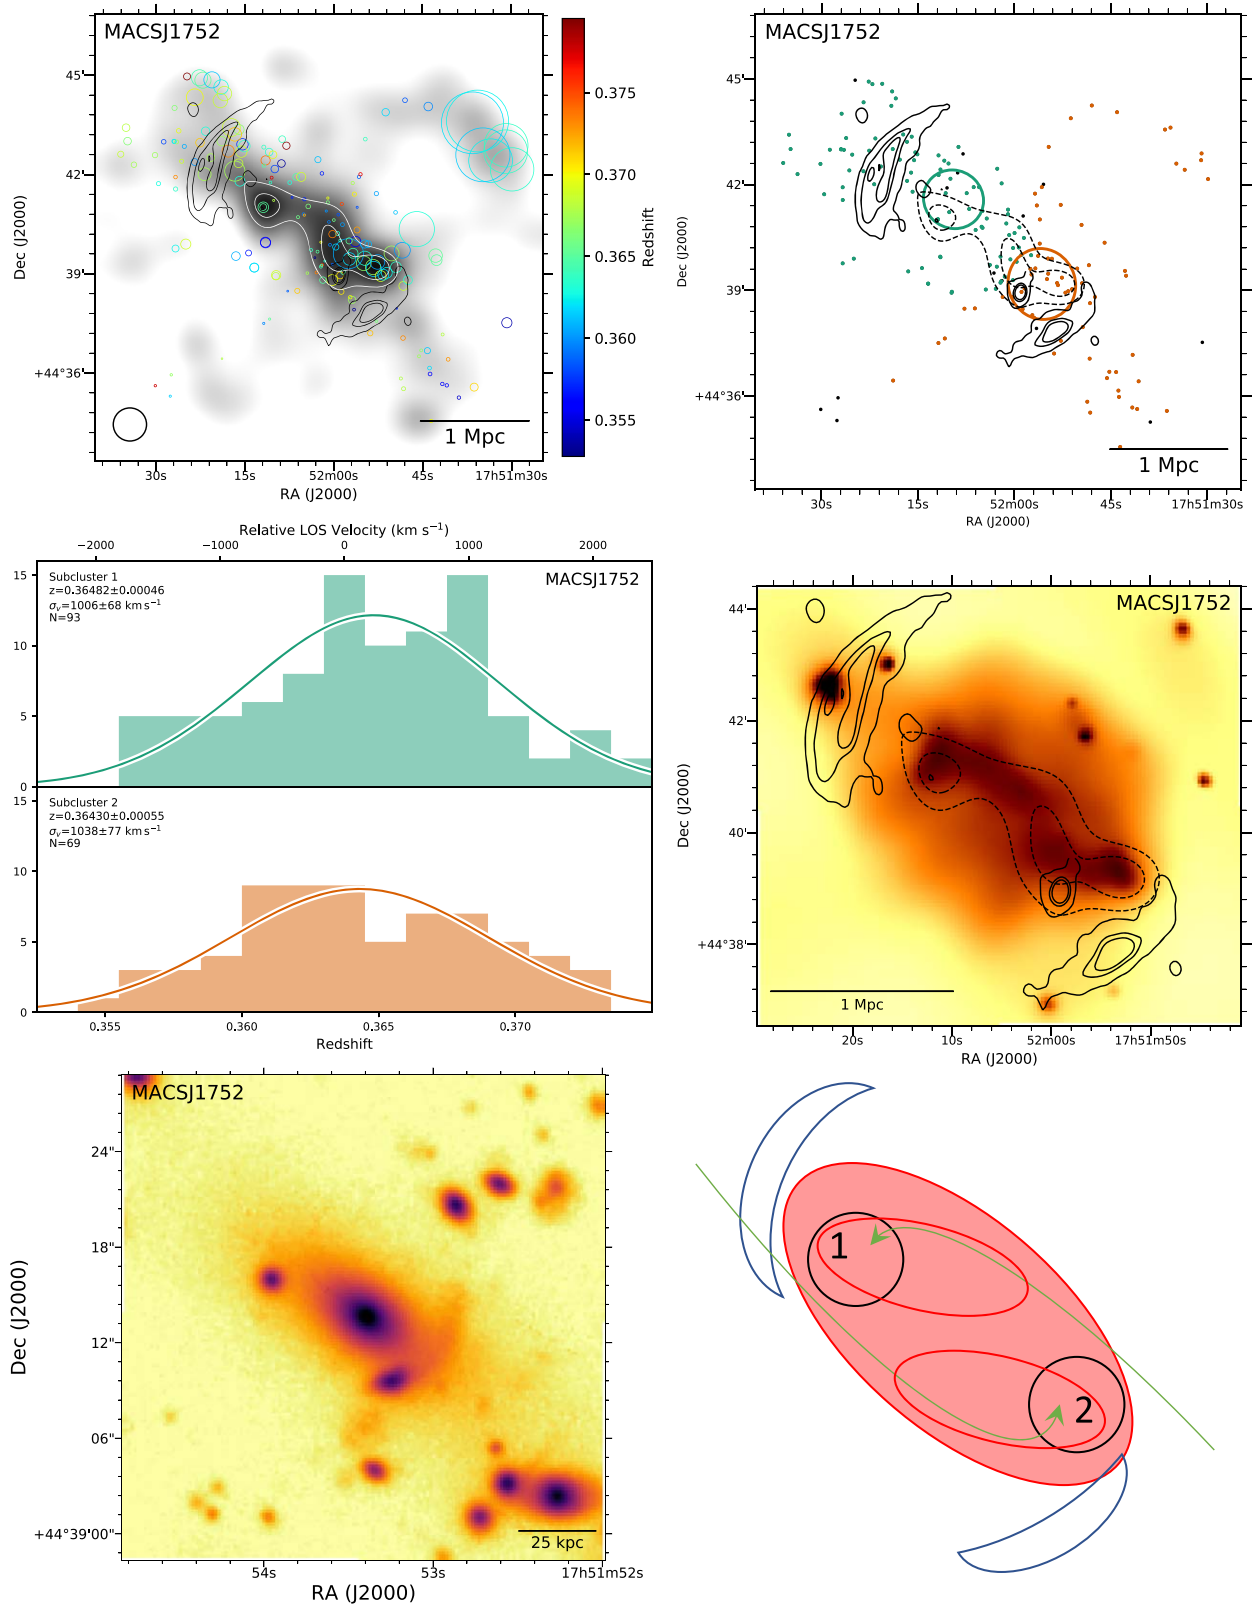 MACSJ1752
45'
42'
39'
+44°36'
Dec (J2000)
30s
15s
52m00s
45s
17h51m30s
RA (J2000)
1 Mpc
0.375
0.370
0.365
0.360
0.355
Redshift
MACSJ1752
45'
42'
39'
+44°36'
Dec (J2000)
30s
15s
52m00s
45s
17h51m30s
RA (J2000)
1 Mpc
Relative LOS Velocity (km s⁻¹)
−2000
−1000
0
1000
2000
15
10
5
0
Subcluster 1
z=0.36482±0.00046
σᵥ=1006±68 km s⁻¹
N=93
MACSJ1752
15
10
5
0
Subcluster 2
z=0.36430±0.00055
σᵥ=1038±77 km s⁻¹
N=69
0.355
0.360
0.365
0.370
Redshift
MACSJ1752
44'
42'
40'
+44°38'
Dec (J2000)
1 Mpc
20s
10s
52m00s
17h51m50s
RA (J2000)
MACSJ1752
24"
18"
12"
06"
+44°39'00"
Dec (J2000)
25 kpc
54s
53s
17h51m52s
RA (J2000)
1
2